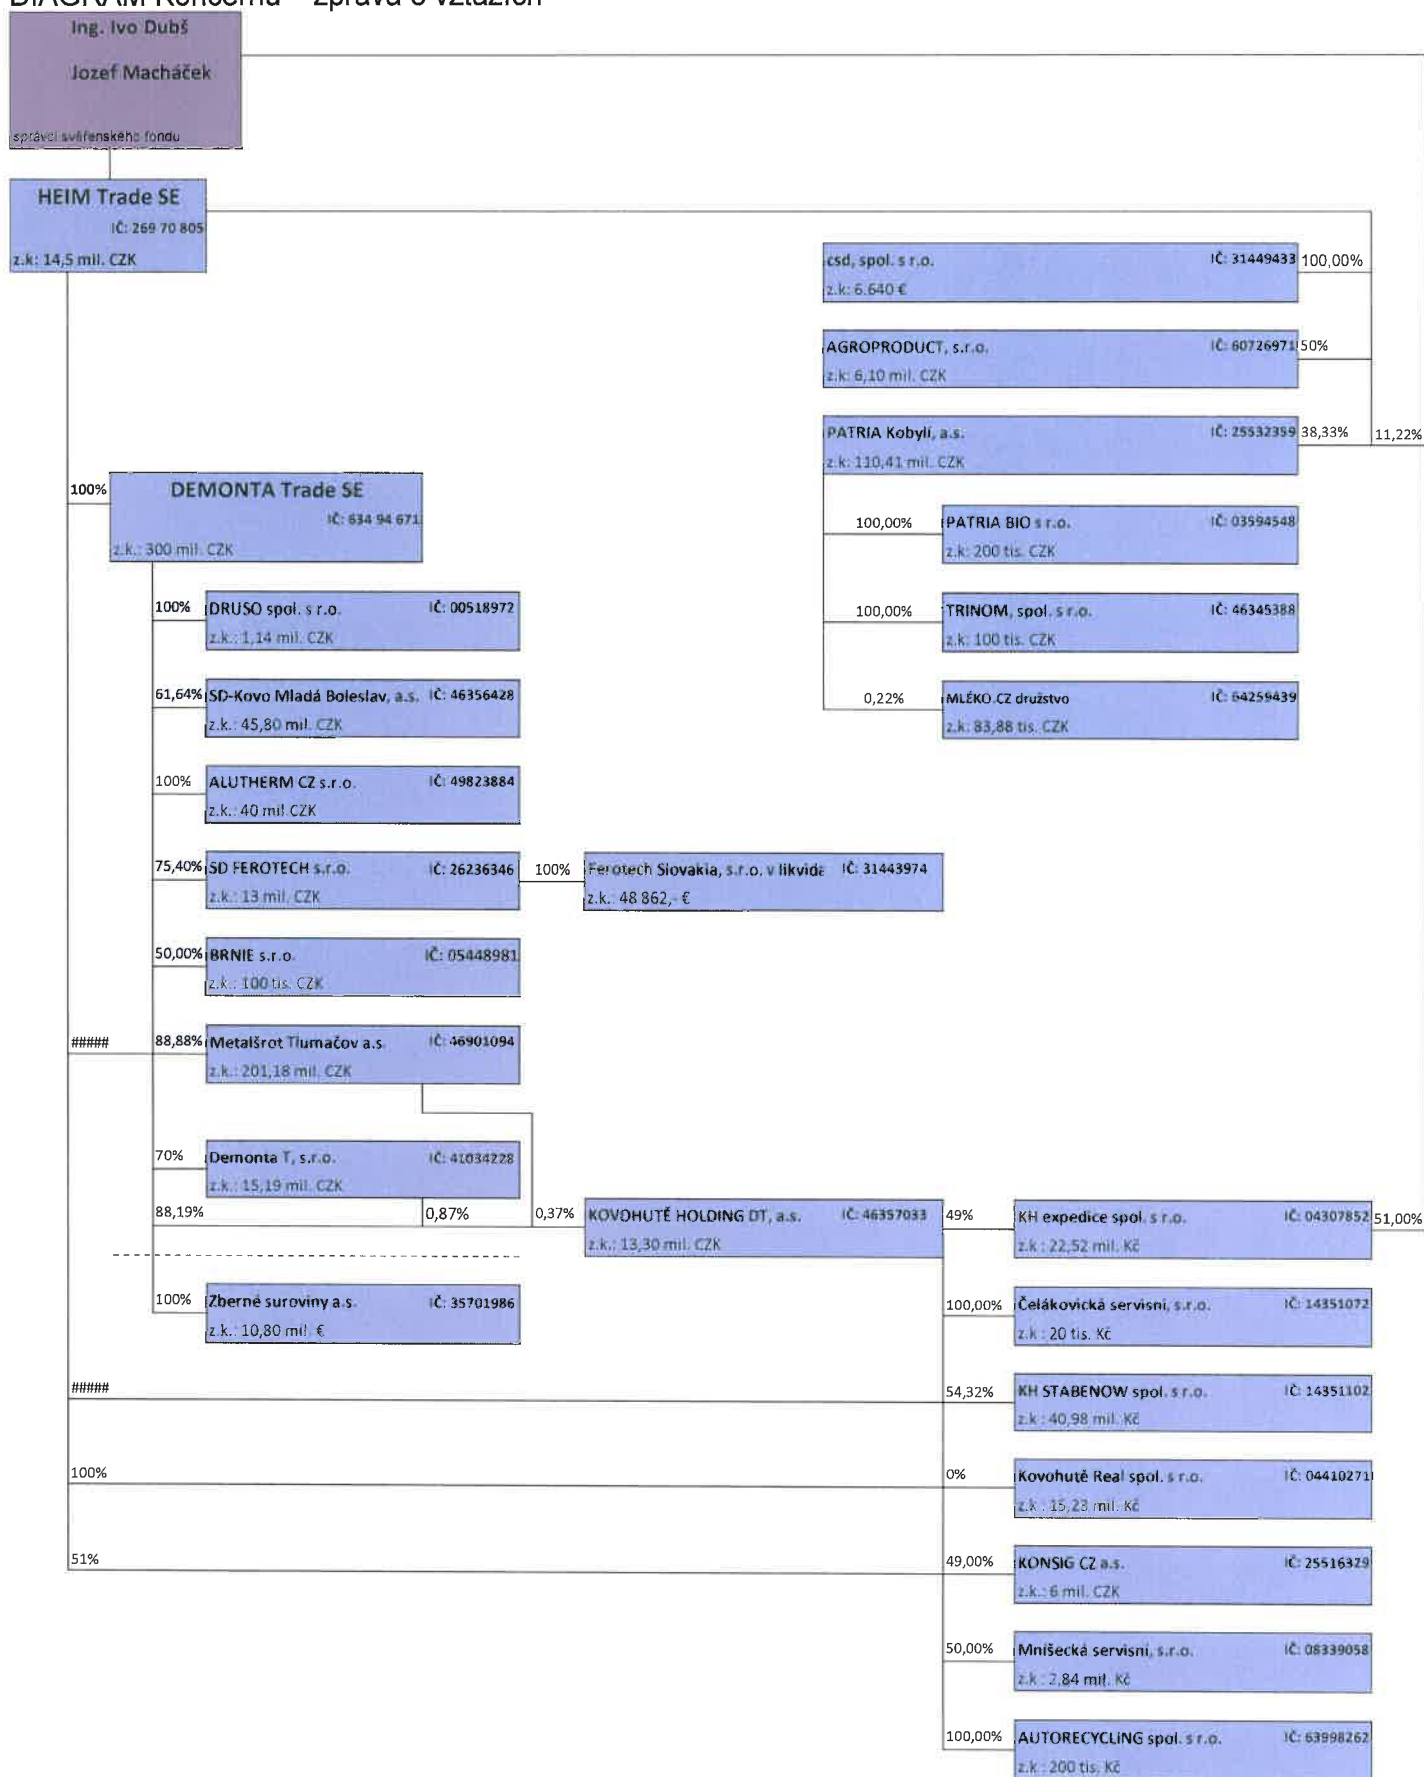 DIAGRAM Koncernu - zpráva o vztazích
Ing. Ivo Dubš
Jozef Macháček
správci svěřenského fondu
HEIM Trade SE
IČ: 269 70 805
z.k: 14,5 mil. CZK
csd, spol. s r.o. IČ: 31449433 100,00%
z.k: 6.640 €
AGROPRODUCT, s.r.o. IČ: 60726971 50%
z.k: 6,10 mil. CZK
PATRIA Kobylí, a.s. IČ: 25532359 38,33% 11,22%
z.k: 110,41 mil. CZK
100% DEMONTA Trade SE
IČ: 634 94 671
z.k.: 300 mil. CZK
100,00% PATRIA BIO s r.o. IČ: 03594548
z.k: 200 tis. CZK
100% DRUSO spol. s r.o. IČ: 00518972
z.k.: 1,14 mil. CZK
100,00% TRINOM, spol. s r.o. IČ: 46345388
z.k: 100 tis. CZK
61,64% SD-Kovo Mladá Boleslav, a.s. IČ: 46356428
z.k.: 45,80 mil. CZK
0,22% MLÉKO CZ družstvo IČ: 64259439
z.k: 83,88 tis. CZK
100% ALUTHERM CZ s.r.o. IČ: 49823884
z.k.: 40 mil CZK
75,40% SD FEROTECH s.r.o. IČ: 26236346 100% Ferotech Slovakia, s.r.o. v likvida IČ: 31443974
z.k.: 13 mil. CZK z.k.: 48 862,- €
50,00% BRNIE s.r.o. IČ: 05448981
z.k.: 100 tis. CZK
##### 88,88% Metalšrot Tlumačov a.s. IČ: 46901094
z.k.: 201,18 mil. CZK
70% Demonta T, s.r.o. IČ: 41034228
z.k.: 15,19 mil. CZK
88,19% 0,87% 0,37% KOVOHUTĚ HOLDING DT, a.s. IČ: 46357033 49% KH expedice spol. s r.o. IČ: 04307852 51,00%
z.k.: 13,30 mil. CZK z.k : 22,52 mil. Kč
100% Zberné suroviny a.s. IČ: 35701986
z.k.: 10,80 mil. €
100,00% Čelákovická servisní, s.r.o. IČ: 14351072
z.k : 20 tis. Kč
##### 54,32% KH STABENOW spol. s r.o. IČ: 14351102
z.k : 40,98 mil. Kč
100% 0% Kovohutě Real spol. s r.o. IČ: 04410271
z.k : 15,23 mil. Kč
51% 49,00% KONSIG CZ a.s. IČ: 25516329
z.k.: 6 mil. CZK
50,00% Mníšecká servisní, s.r.o. IČ: 08339058
z.k : 2,84 mil. Kč
100,00% AUTORECYCLING spol. s r.o. IČ: 63998262
z.k : 200 tis. Kč